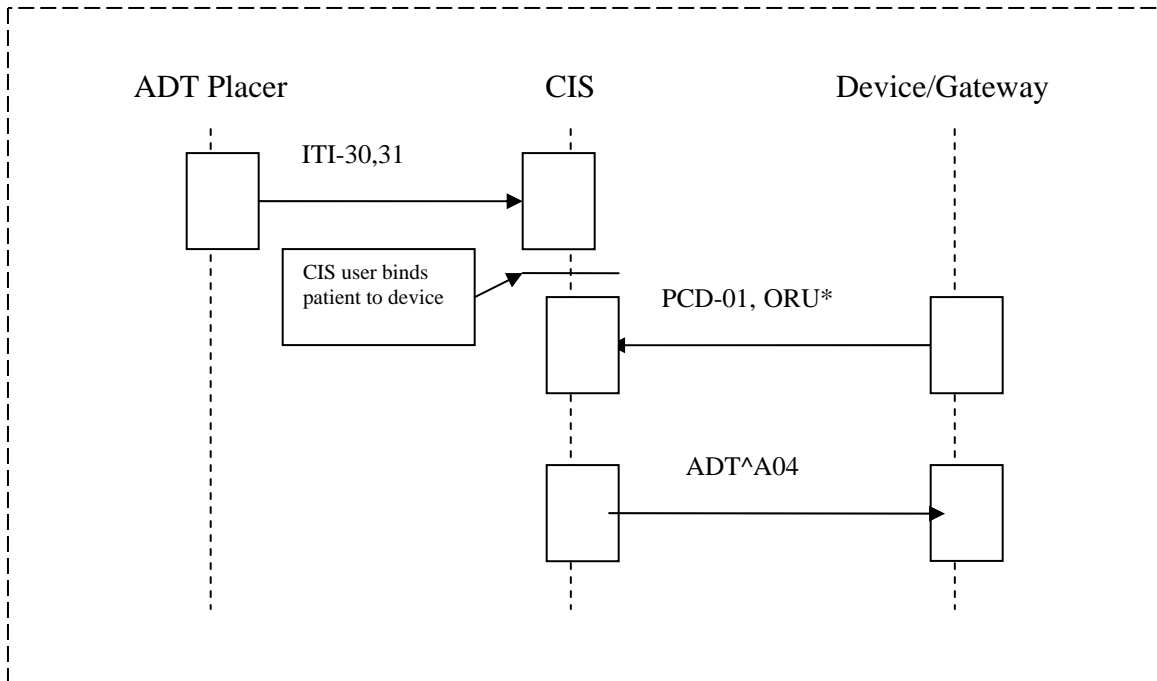 ADT Placer
CIS
Device/Gateway
ITI-30,31
CIS user binds
patient to device
PCD-01, ORU*
ADT^A04